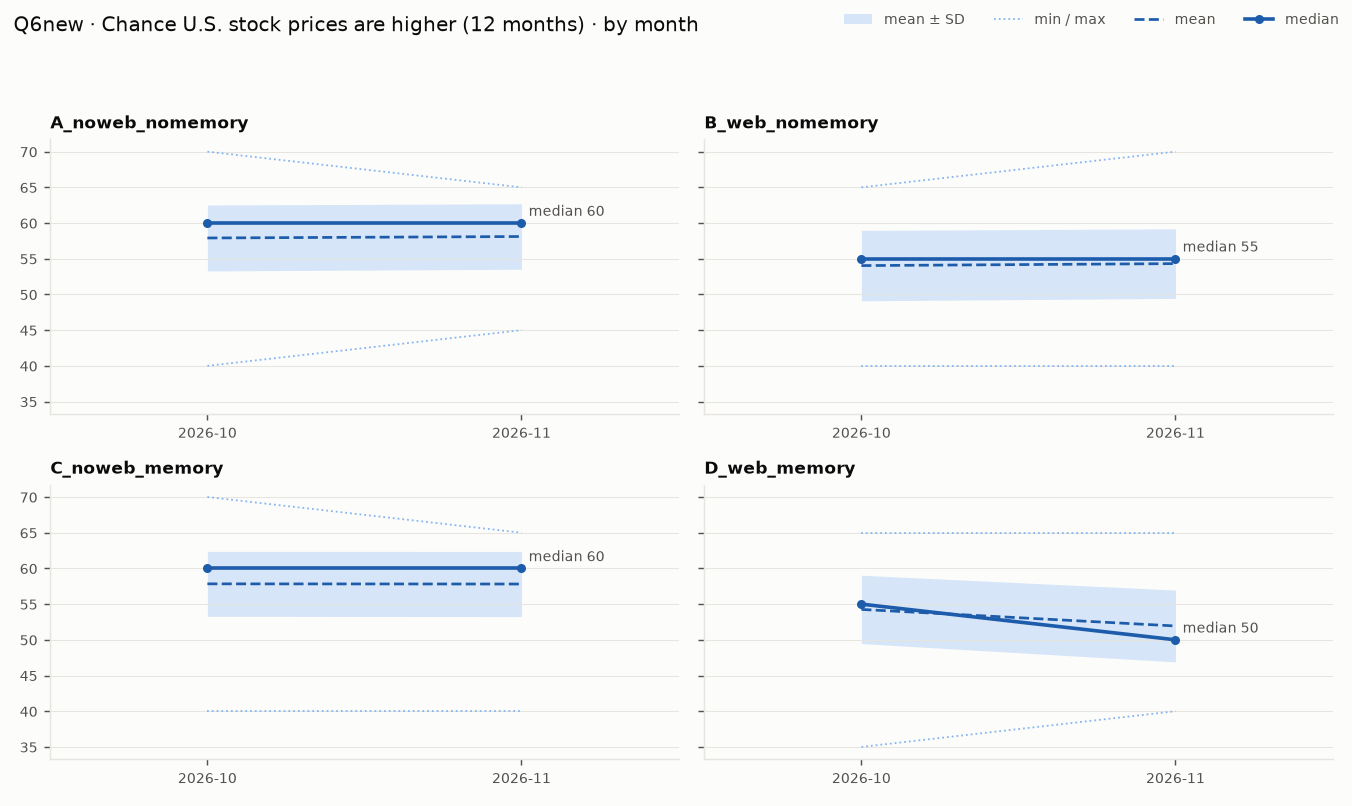 Q6new · Chance U.S. stock prices are higher (12 months) · by month
mean ± SD min / max mean median
A_noweb_nomemory
70
65
60
55
50
45
40
35
median 60
2026-10 2026-11
B_web_nomemory
median 55
2026-10 2026-11
C_noweb_memory
70
65
60
55
50
45
40
35
median 60
2026-10 2026-11
D_web_memory
median 50
2026-10 2026-11